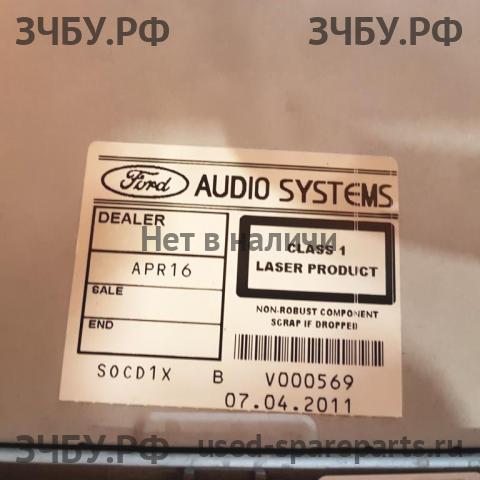 ЗЧБУ.РФ ЗЧБУ.РФ
Ford AUDIO SYSTEMS
DEALER
Нет в наличи
CLASS 1
LASER PRODUCT
APR16
SALE
NON-ROBUST COMPONENT
SCRAP IF DROPPED
END
SOCD1X B V000569
07.04.2011
ЗЧБУ.РФ used-spareparts.ru